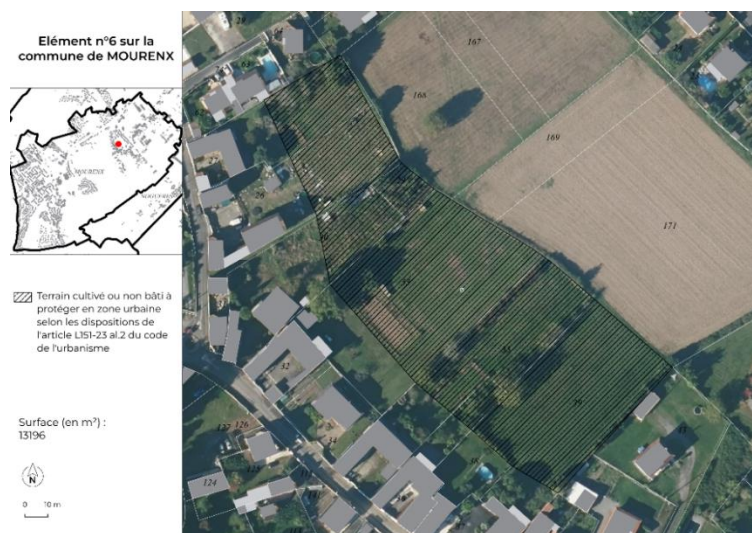 Elément n°6 sur la
commune de MOURENX
MOURENX
Terrain cultivé ou non bâti à
protéger en zone urbaine
selon les dispositions de
l'article L151-23 al.2 du code
de l'urbanisme
Surface (en m²) :
13196
N
0 10 m
167
168
169
171
32
34
79
126
124